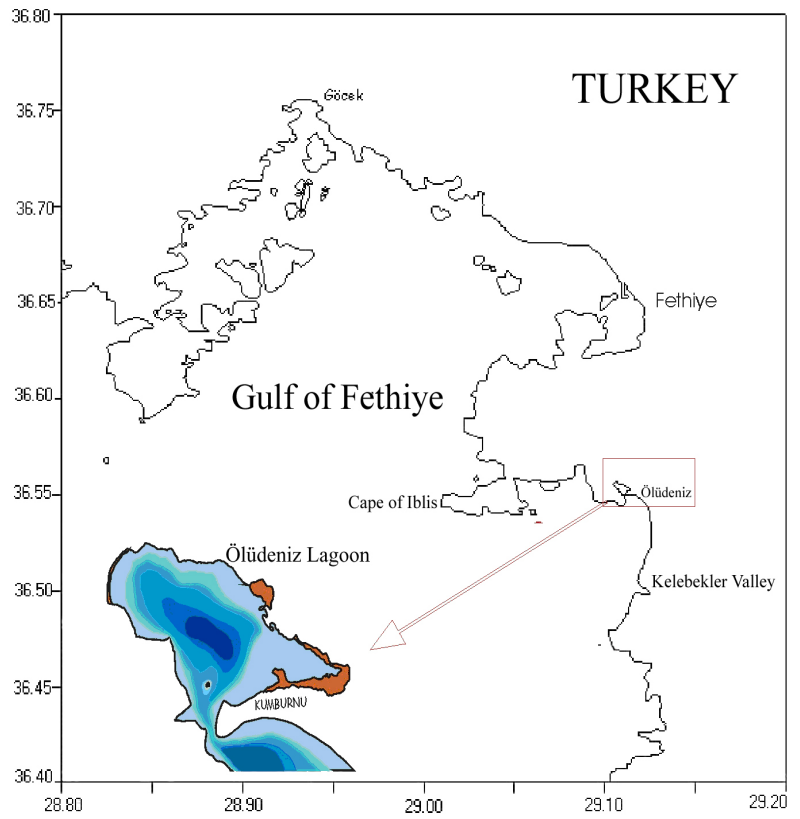 36.80
TURKEY
Göcek
36.75
36.70
36.65
Fethiye
36.60
Gulf of Fethiye
36.55
Cape of Iblis
Ölüdeniz
Ölüdeniz Lagoon
36.50
Kelebekler Valley
36.45
KUMBURNU
36.40
28.80
28.90
29.00
29.10
29.20